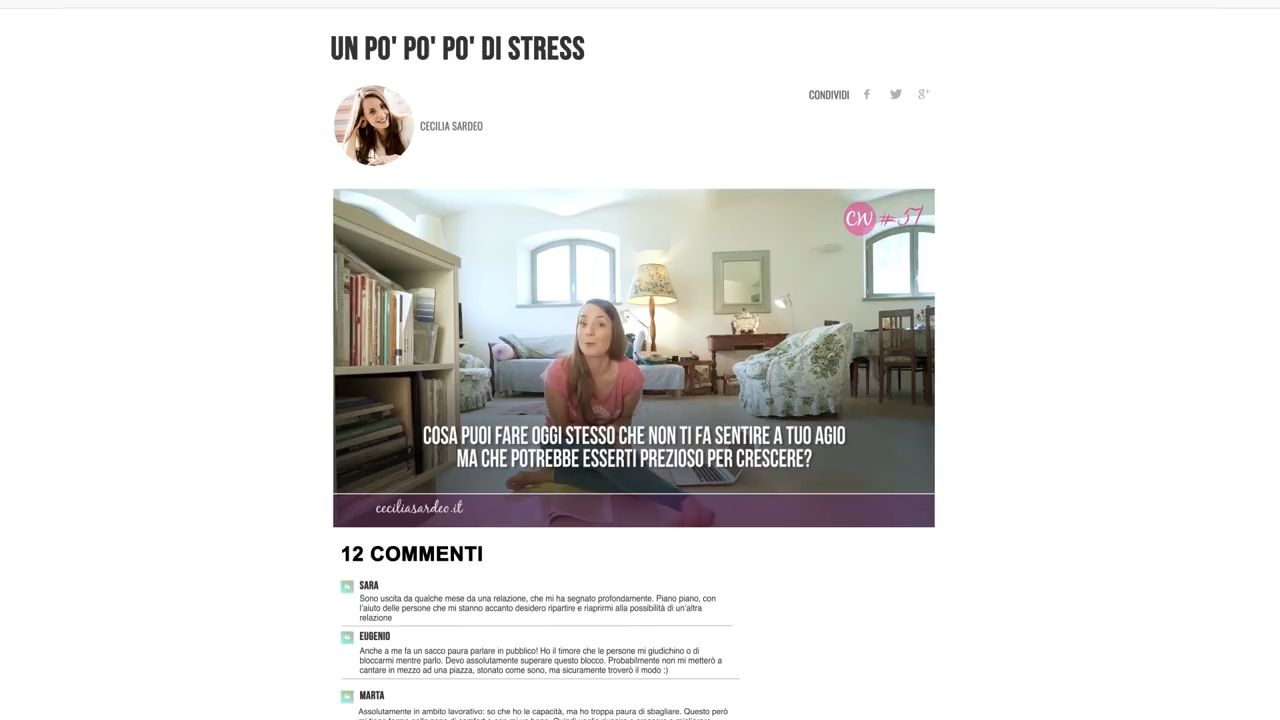 UN PO' PO' PO' DI STRESS
CONDIVIDI
CECILIA SARDEO
CW #57
COSA PUOI FARE OGGI STESSO CHE NON TI FA SENTIRE A TUO AGIO
MA CHE POTREBBE ESSERTI PREZIOSO PER CRESCERE?
ceciliasardeo.it
12 COMMENTI
SARA
Sono uscita da qualche mese da una relazione, che mi ha segnato profondamente. Piano piano, con
l'aiuto delle persone che mi stanno accanto desidero ripartire e riaprirmi alla possibilità di un'altra
relazione
EUGENIO
Anche a me fa un sacco paura parlare in pubblico! Ho il timore che le persone mi giudichino o di
bloccarmi mentre parlo. Devo assolutamente superare questo blocco. Probabilmente non mi metterò a
cantare in mezzo ad una piazza, stonato come sono, ma sicuramente troverò il modo :)
MARTA
Assolutamente in ambito lavorativo: so che ho le capacità, ma ho troppa paura di sbagliare. Questo però